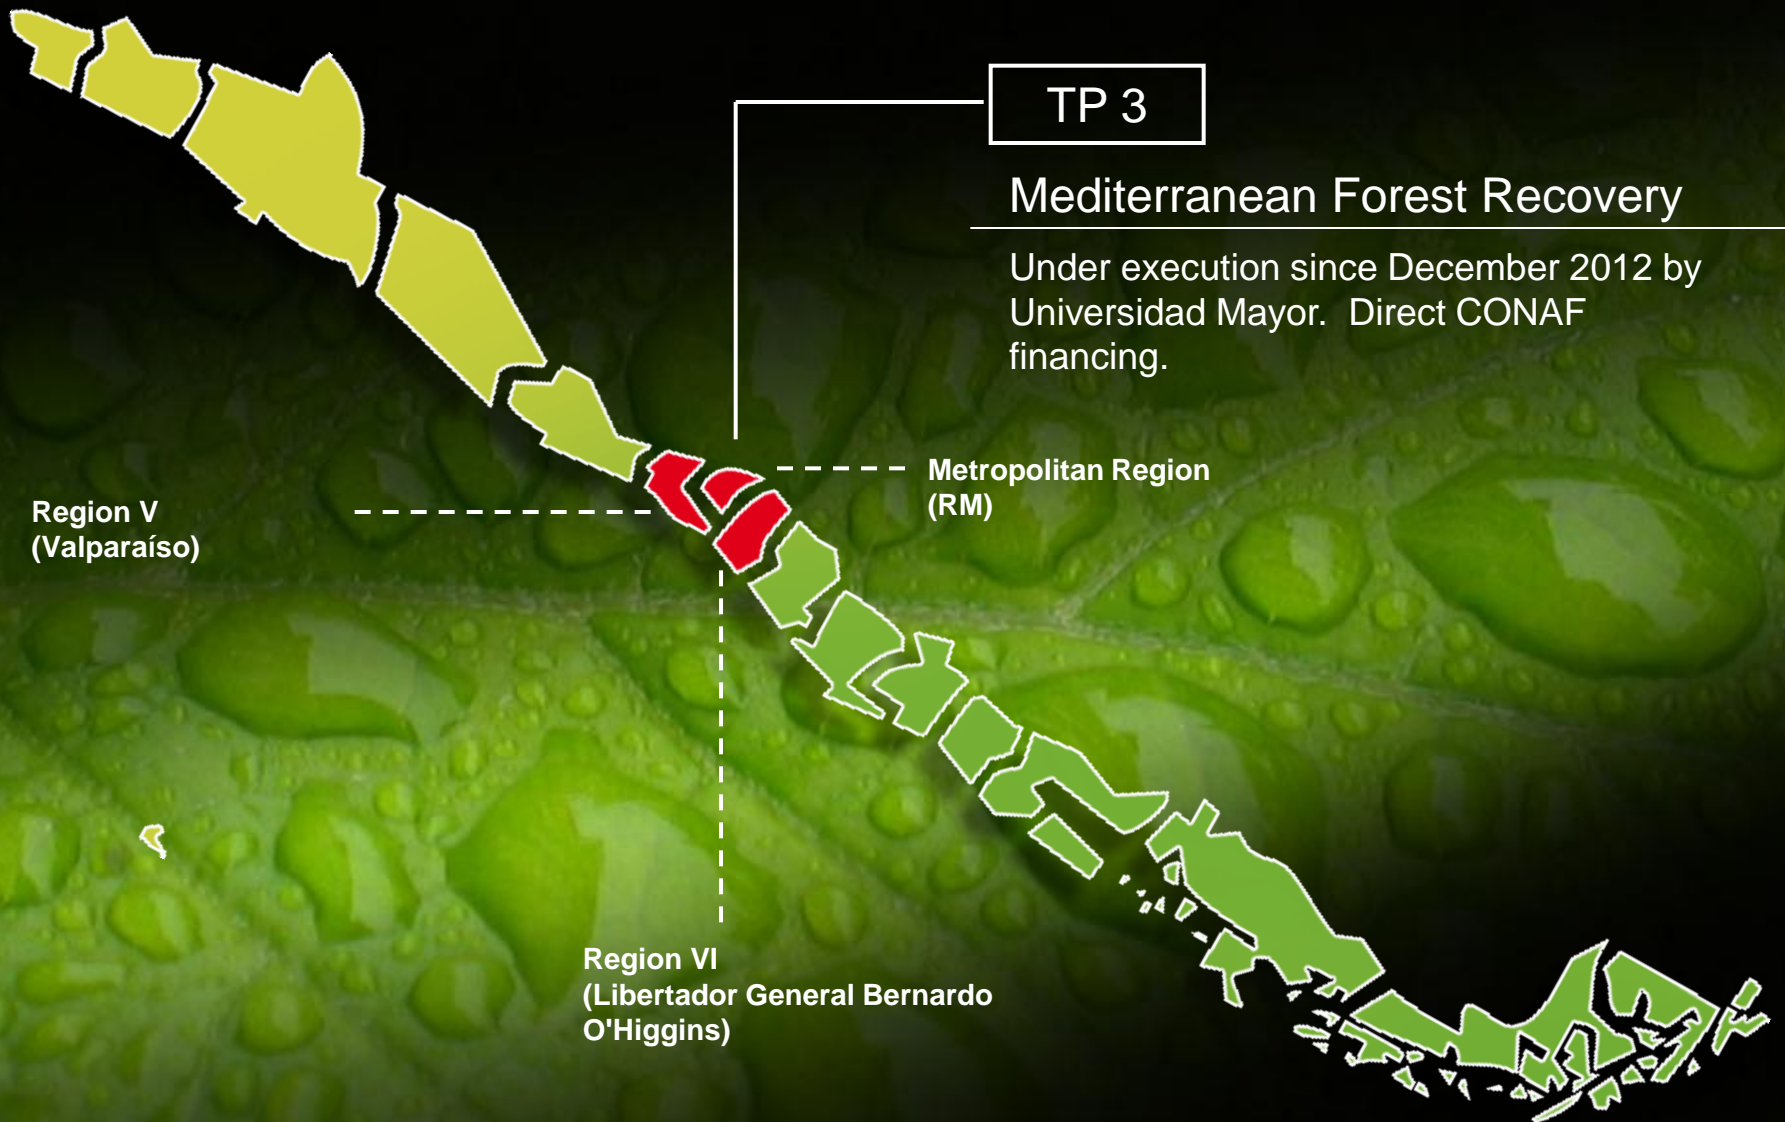 TP 3
Mediterranean Forest Recovery
Under execution since December 2012 by
Universidad Mayor.  Direct CONAF
financing.
Metropolitan Region
(RM)
Region V
(Valparaíso)
Region VI
(Libertador General Bernardo
O'Higgins)